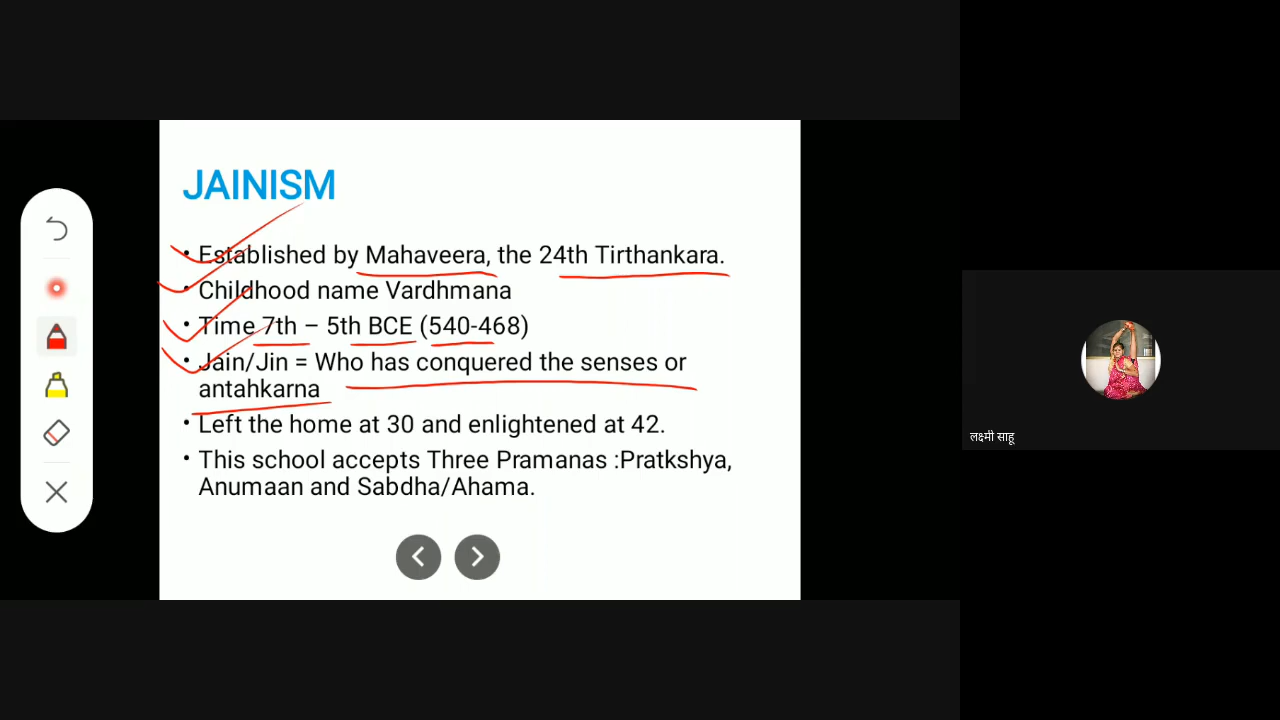 JAINISM
• Established by Mahaveera, the 24th Tirthankara.
• Childhood name Vardhmana
• Time 7th – 5th BCE (540-468)
• Jain/Jin = Who has conquered the senses or
antahkarna
• Left the home at 30 and enlightened at 42.
• This school accepts Three Pramanas :Pratkshya,
Anumaan and Sabdha/Ahama.
लक्ष्मी साहू